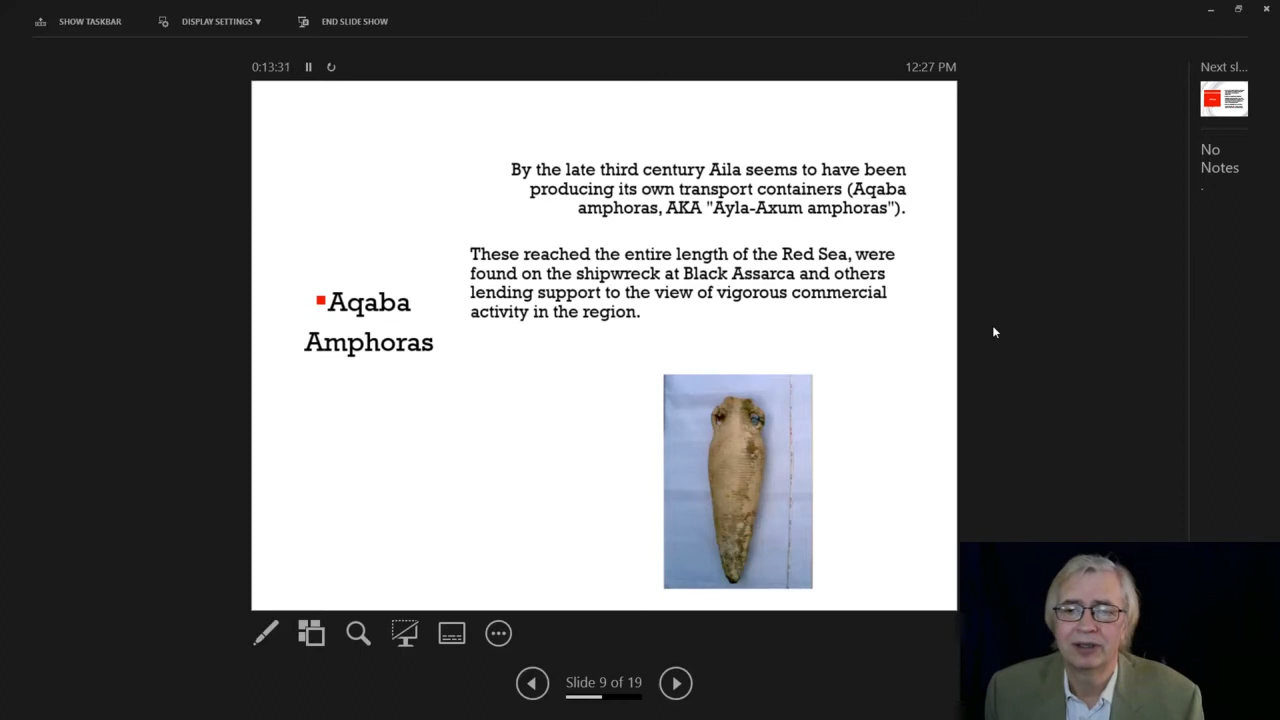 SHOW TASKBAR
DISPLAY SETTINGS ▾
END SLIDE SHOW
0:13:31
12:27 PM
Next sl...
No
Notes
.
By the late third century Aila seems to have been
producing its own transport containers (Aqaba
amphoras, AKA "Ayla-Axum amphoras").
These reached the entire length of the Red Sea, were
found on the shipwreck at Black Assarca and others
lending support to the view of vigorous commercial
activity in the region.
Aqaba
Amphoras
Slide 9 of 19